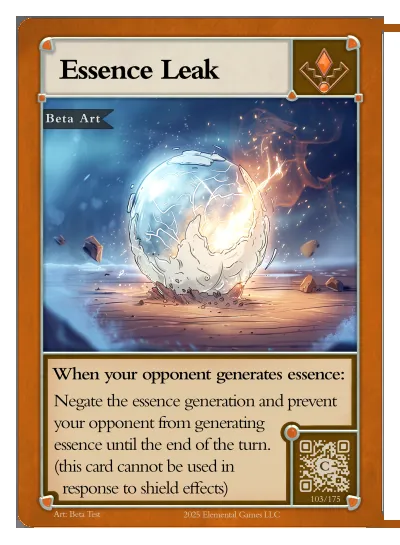 Essence Leak
Beta Art
When your opponent generates essence:
Negate the essence generation and prevent
your opponent from generating
essence until the end of the turn.
(this card cannot be used in
response to shield effects)
C
103/175
Art: Beta Test
2025 Elemental Games LLC